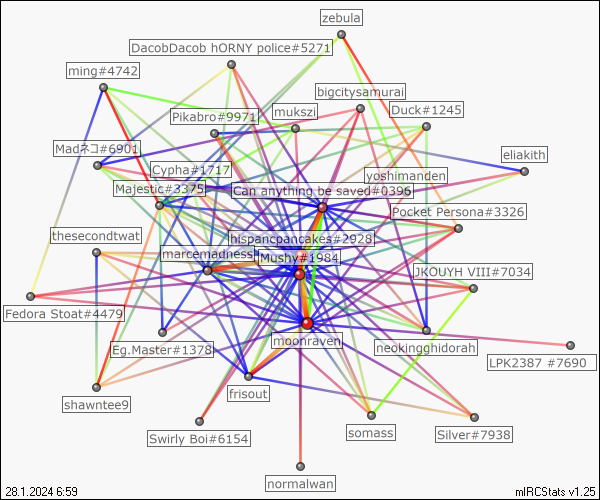 zebula
DacobDacob hORNY police#5271
ming#4742
bigcitysamurai
Pikabro#9971
mukszi
Duck#1245
Madネコ#6901
eliakith
Cypha#1717
yoshimanden
Majestic#3375
Can anything be saved#0396
Pocket Persona#3326
thesecondtwat
hispancpancakes#2928
marcemadness
Mushy#1984
JKOUYH VIII#7034
Fedora Stoat#4479
moonraven
Eg.Master#1378
neokingghidorah
LPK2387 #7690
frisout
shawntee9
somass
Swirly Boi#6154
Silver#7938
normalwan
28.1.2024 6:59
mIRCStats v1.25